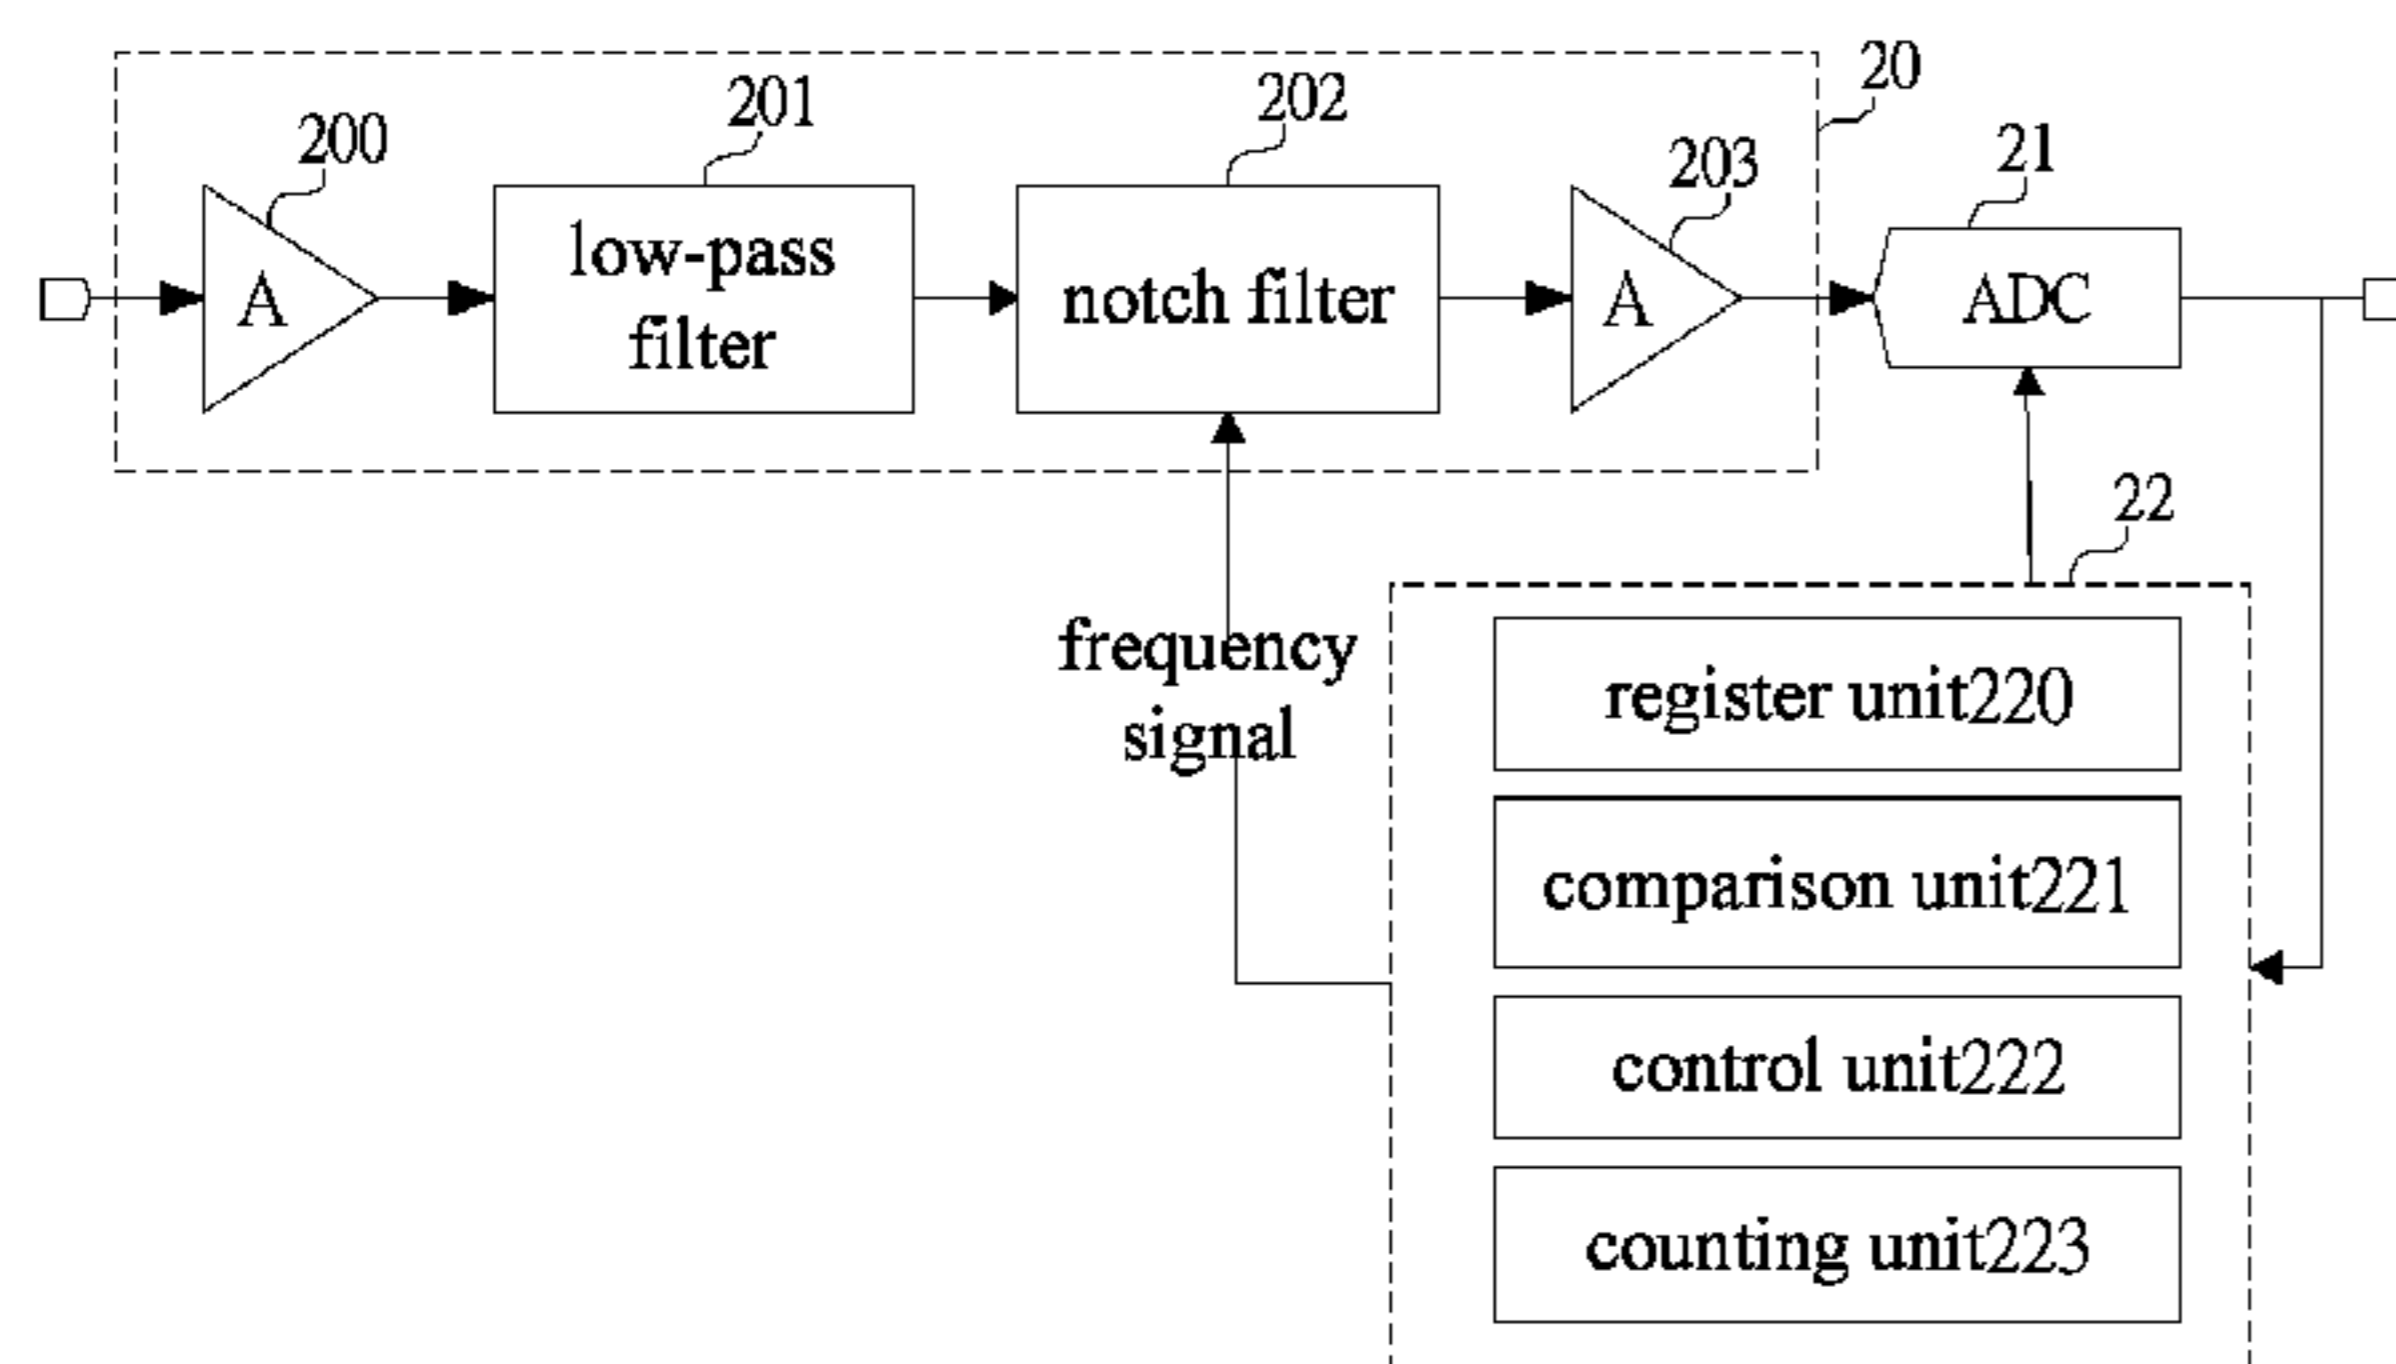 20
201
202
200
203
21
low-pass
filter
A
notch filter
A
ADC
22
frequency
signal
register unit220
comparison unit221
control unit222
counting unit223